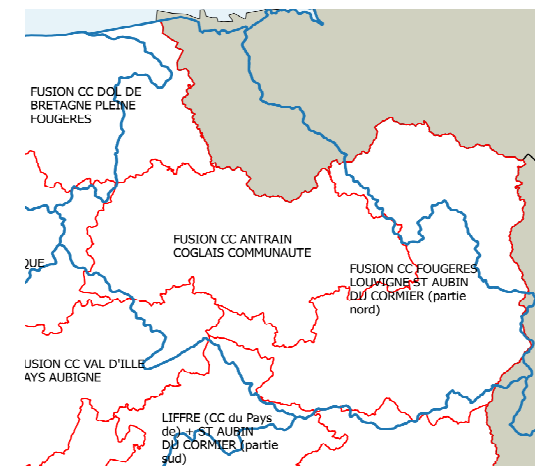 FUSION CC DOL DE
BRETAGNE PLEINE
FOUGERES
FUSION CC ANTRAIN
COGLAIS COMMUNAUTE
QUE
FUSION CC FOUGERES
LOUVIGNE ST AUBIN
DU CORMIER (partie
nord)
USION CC VAL D'ILLE
AYS AUBIGNE
LIFFRE (CC du Pays
de) + ST AUBIN
DU CORMIER (partie
sud)